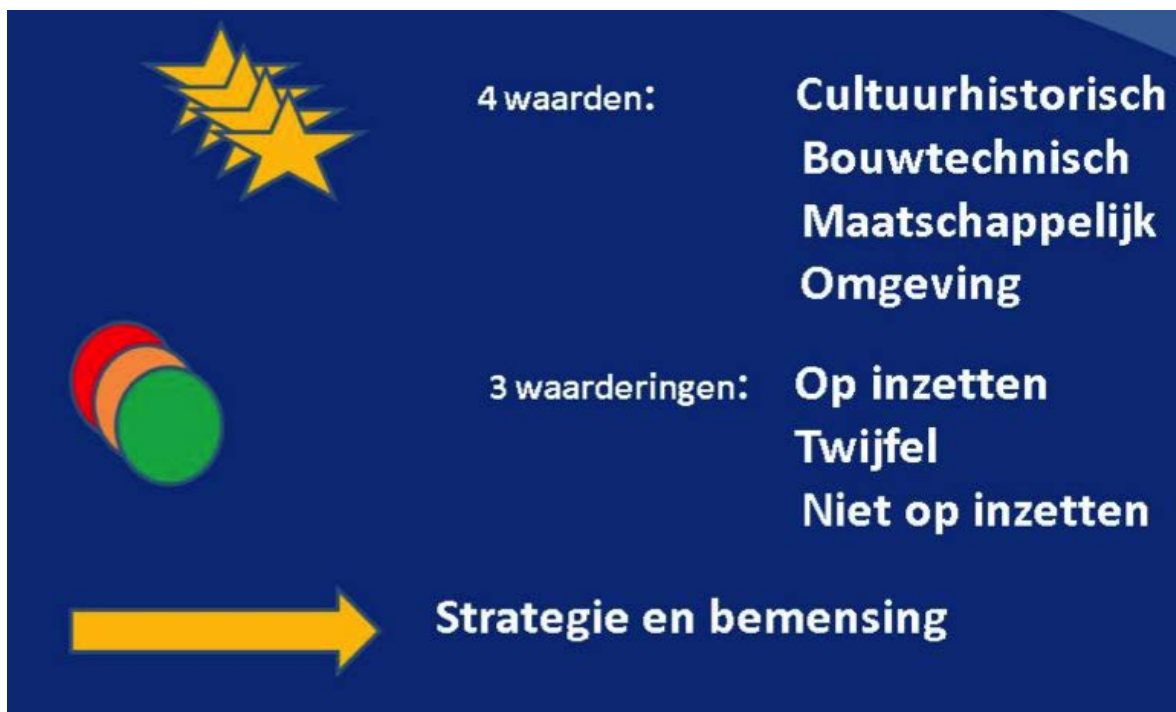 4 waarden: Cultuurhistorisch
Bouwtechnisch
Maatschappelijk
Omgeving
3 waarderingen: Op inzetten
Twijfel
Niet op inzetten
Strategie en bemensing